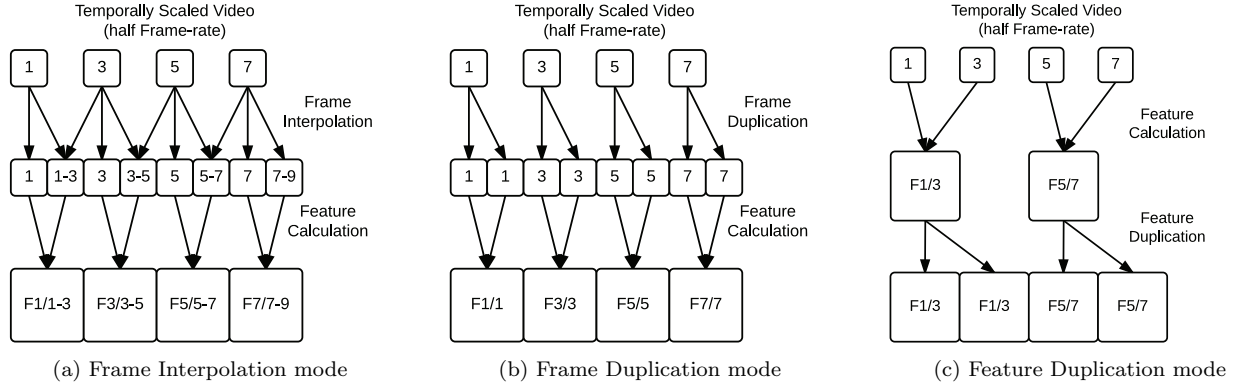 Temporally Scaled Video
(half Frame-rate)
1 3 5 7
Frame
Interpolation
1 1-3 3 3-5 5 5-7 7 7-9
Feature
Calculation
F1/1-3 F3/3-5 F5/5-7 F7/7-9
(a) Frame Interpolation mode
Temporally Scaled Video
(half Frame-rate)
1 3 5 7
Frame
Duplication
1 1 3 3 5 5 7 7
Feature
Calculation
F1/1 F3/3 F5/5 F7/7
(b) Frame Duplication mode
Temporally Scaled Video
(half Frame-rate)
1 3 5 7
Feature
Calculation
F1/3 F5/7
Feature
Duplication
F1/3 F1/3 F5/7 F5/7
(c) Feature Duplication mode